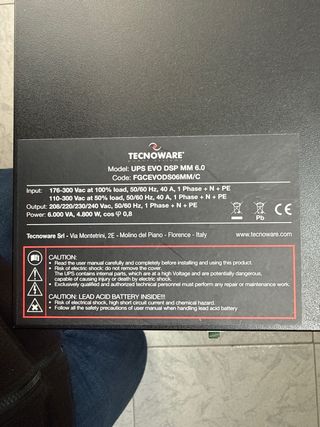 TECNOWARE
Model: UPS EVO DSP MM 6.0
Code: FGCEVODS06MM/C
Input: 176-300 Vac at 100% load, 50/60 Hz, 40 A, 1 Phase + N + PE
110-300 Vac at 50% load, 50/60 Hz, 40 A, 1 Phase + N + PE
Output: 208/220/230/240 Vac, 50/60 Hz, 1 Phase + N + PE
Power: 6.000 VA, 4.800 W, cos φ 0,8
Pb
Tecnoware Srl - Via Montetrini, 2E - Molino del Piano - Florence - Italy www.tecnoware.com
CAUTION:
• Read the user manual carefully and completely before installing and using this product.
• Risk of electric shock: do not remove the cover.
The UPS contains internal parts, which are at a high Voltage and are potentially dangerous,
capable of causing injury or death by electric shock.
• Exclusively qualified and authorized technical personnel must perform any repair or maintenance work.
CAUTION: LEAD ACID BATTERY INSIDE!!!
• Risk of electrical shock, high short circuit current and chemical hazard.
• Follow all the safety precautions of user manual when handling lead acid battery